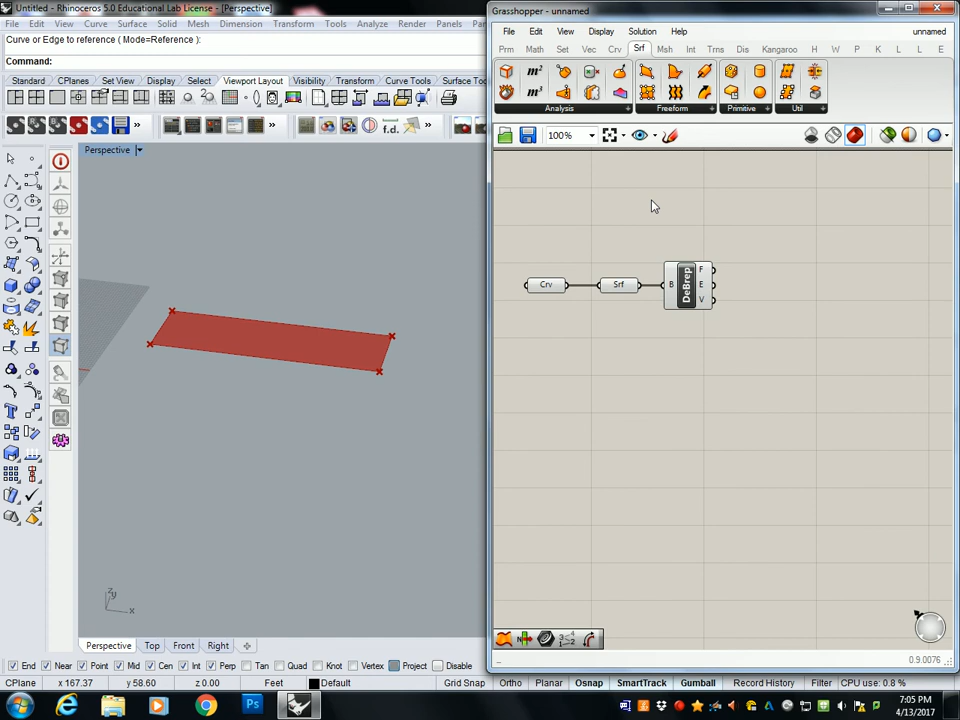 Untitled - Rhinoceros 5.0 Educational Lab License - [Perspective]
File Edit View Curve Surface Solid Mesh Dimension Transform Tools Analyze Render Panels Pa
Curve or Edge to reference ( Mode=Reference ):
Command:
Standard CPlanes Set View Display Select Viewport Layout Visibility Transform Curve Tools Surface Too
f.d.
Perspective
z
y
x
Perspective Top Front Right
End Near Point Mid Cen Int Perp Tan Quad Knot Vertex Project Disable
CPlane x 167.37 y 58.60 z 0.00 Feet Default Grid Snap Ortho Planar Osnap SmartTrack Gumball Record History Filter CPU use: 0.8 %
Grasshopper - unnamed
File Edit View Display Solution Help unnamed
Prm Math Set Vec Crv Srf Msh Int Trns Dis Kangaroo H W P K L L E
m²
m³
Analysis Freeform Primitive Util
100%
Crv
Srf
B DeBrep F E V
0.9.0076
7:05 PM
4/13/2017